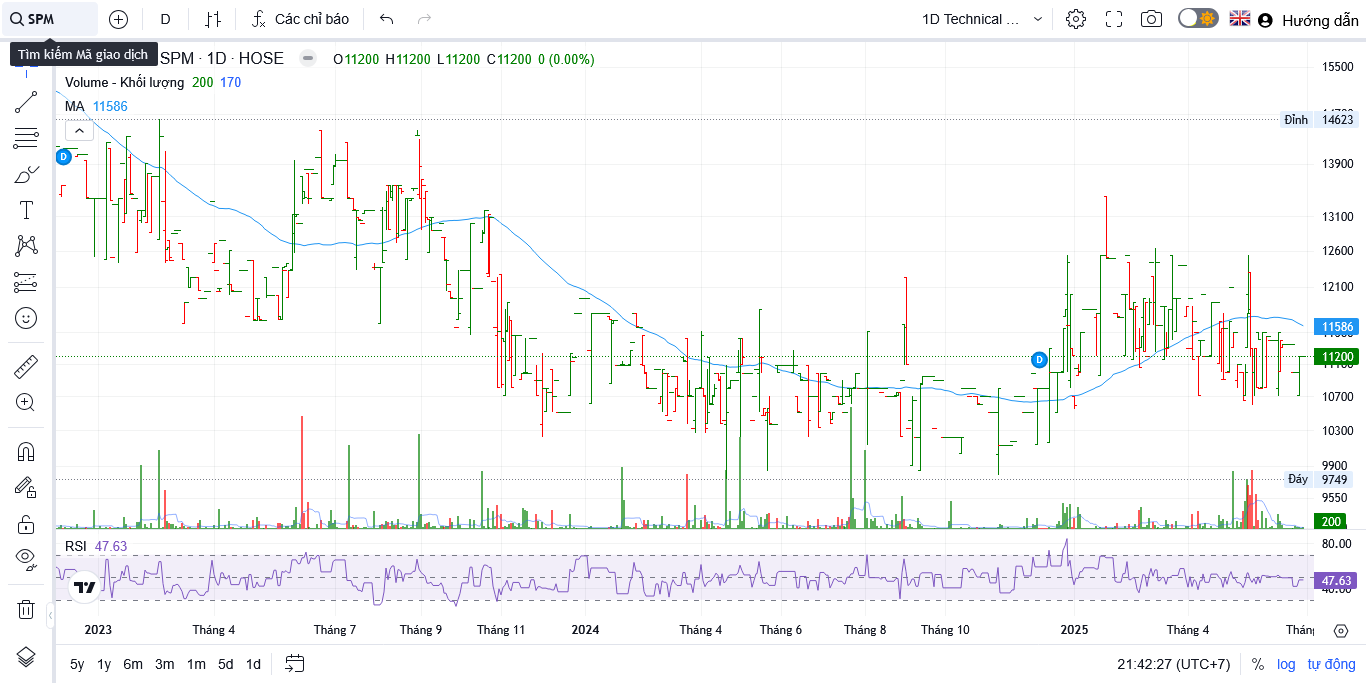 SPM D Các chỉ báo 1D Technical ... Hướng dẫn
Tìm kiếm Mã giao dịch
SPM · 1D · HOSE O11200 H11200 L11200 C11200 0 (0.00%)
Volume - Khối lượng 200 170
MA 11586
15500
Đỉnh 14623
D
13900
13100
12600
12100
11586
D
11200
10700
10300
9900
Đáy 9749
9550
200
RSI 47.63
80.00
47.63
40.00
2023 Tháng 4 Tháng 7 Tháng 9 Tháng 11 2024 Tháng 4 Tháng 6 Tháng 8 Tháng 10 2025 Tháng 4 Thán
5y 1y 6m 3m 1m 5d 1d 21:42:27 (UTC+7) % log tự động